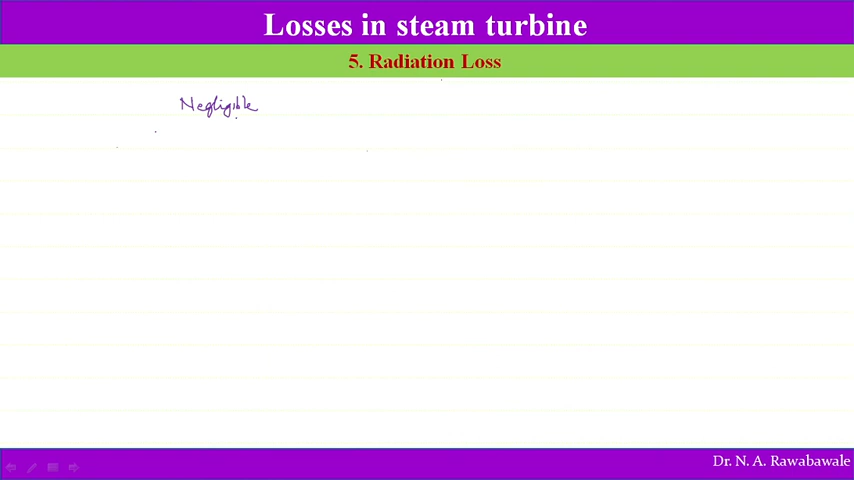 Losses in steam turbine
5. Radiation Loss
Negligible
Dr. N. A. Rawabawale